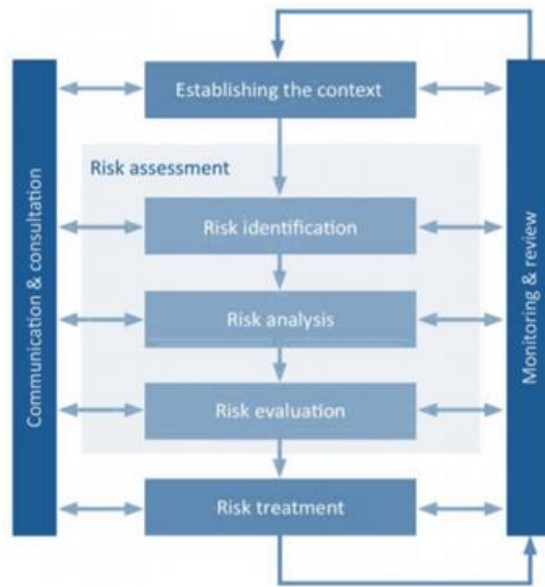 Establishing the context
Risk assessment
Risk identification
Risk analysis
Risk evaluation
Risk treatment
Communication & consultation
Monitoring & review